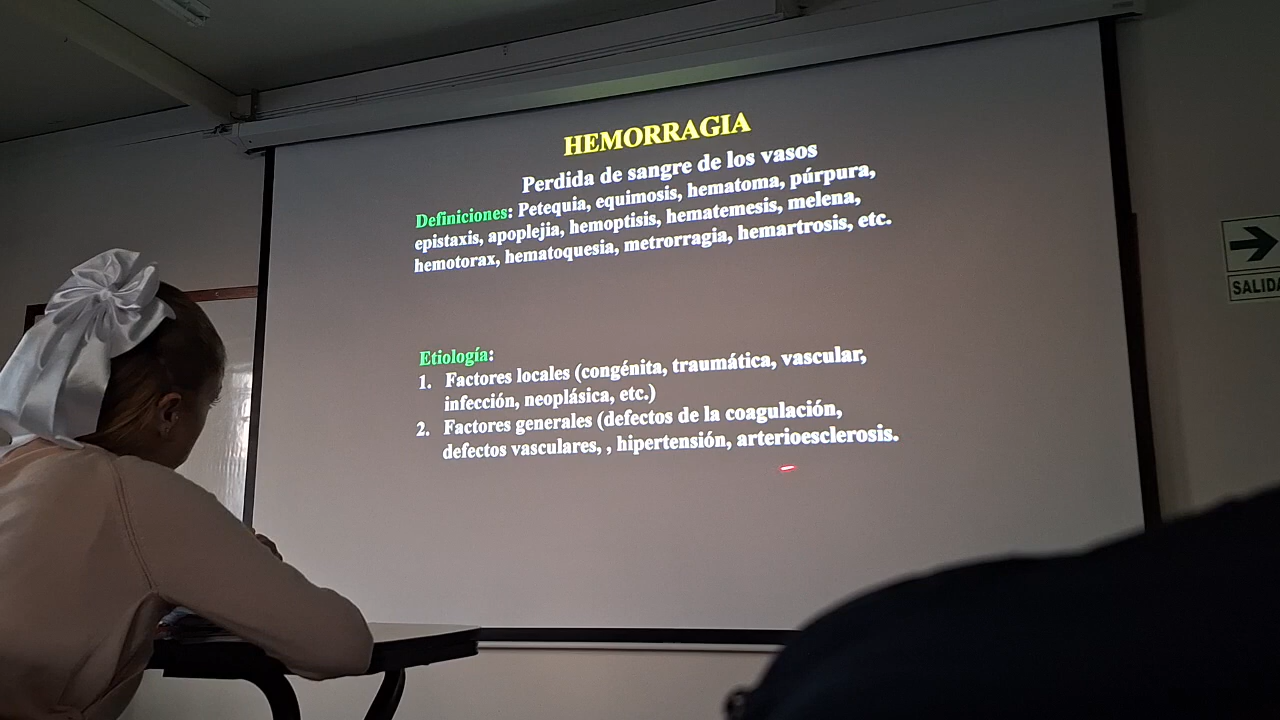 HEMORRAGIA
Perdida de sangre de los vasos
Definiciones: Petequia, equimosis, hematoma, púrpura,
epistaxis, apoplejia, hemoptisis, hematemesis, melena,
hemotorax, hematoquesia, metrorragia, hemartrosis, etc.
Etiología:
1. Factores locales (congénita, traumática, vascular,
infección, neoplásica, etc.)
2. Factores generales (defectos de la coagulación,
defectos vasculares, , hipertensión, arterioesclerosis.
SALIDA